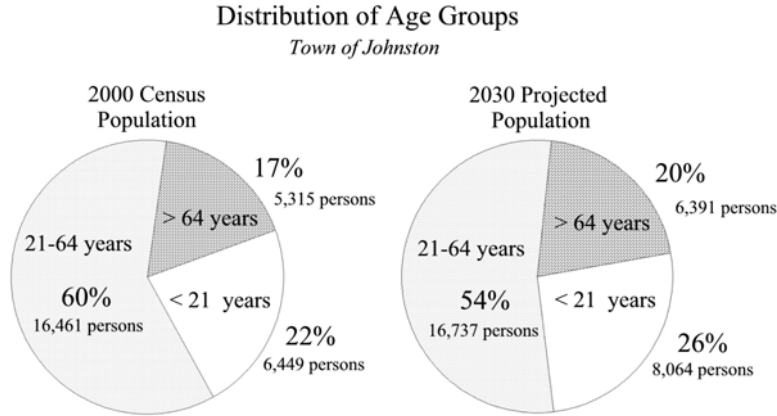 Distribution of Age Groups
Town of Johnston
2000 Census
Population
17%
5,315 persons
> 64 years
21-64 years
60%
16,461 persons
< 21 years
22%
6,449 persons
2030 Projected
Population
20%
6,391 persons
> 64 years
21-64 years
54%
16,737 persons
< 21 years
26%
8,064 persons